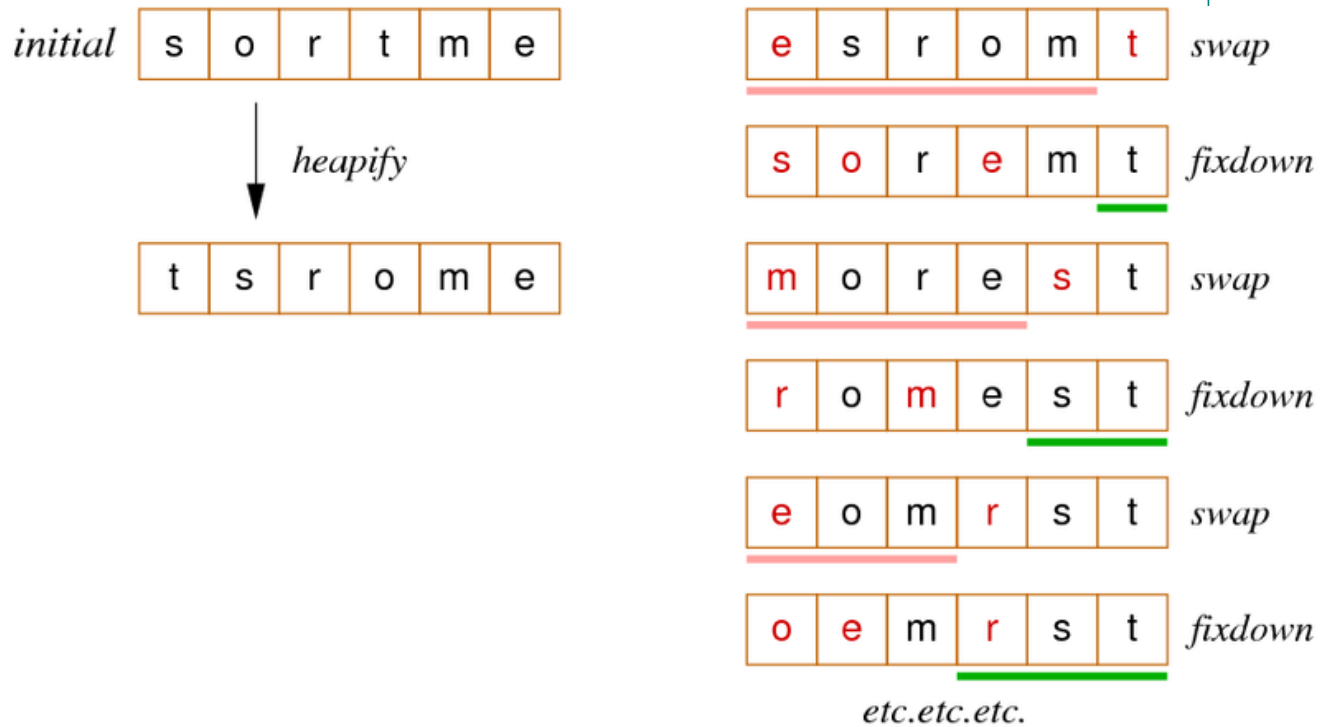 initial s o r t m e
heapify
t s r o m e
e s r o m t swap
s o r e m t fixdown
m o r e s t swap
r o m e s t fixdown
e o m r s t swap
o e m r s t fixdown
etc.etc.etc.